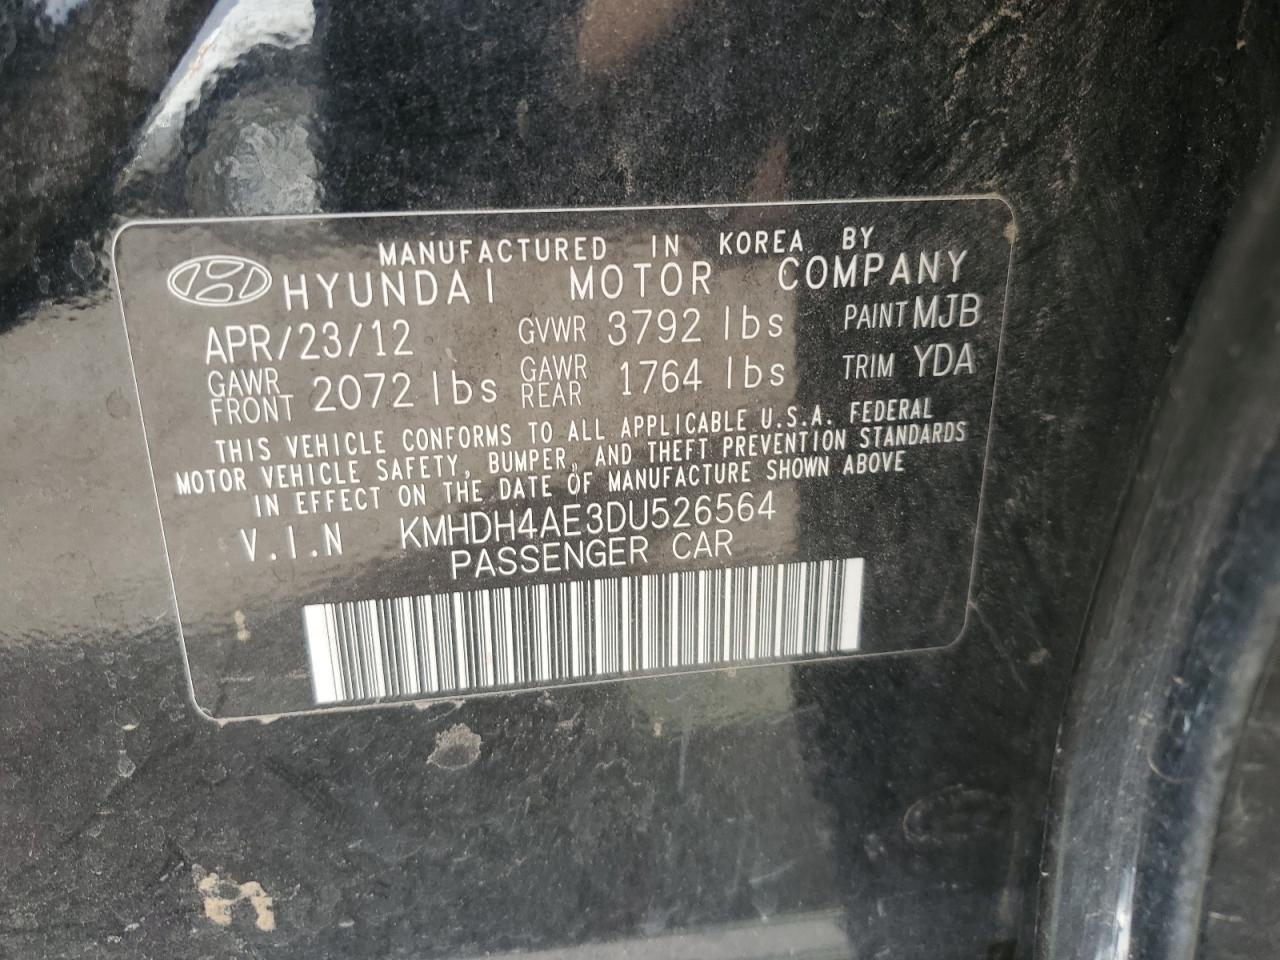 MANUFACTURED IN KOREA BY
HYUNDAI MOTOR COMPANY
APR/23/12 GVWR 3792 lbs PAINT MJB
GAWR FRONT 2072 lbs GAWR REAR 1764 lbs TRIM YDA
THIS VEHICLE CONFORMS TO ALL APPLICABLE U.S.A. FEDERAL
MOTOR VEHICLE SAFETY, BUMPER, AND THEFT PREVENTION STANDARDS
IN EFFECT ON THE DATE OF MANUFACTURE SHOWN ABOVE
V.I.N KMHDH4AE3DU526564
PASSENGER CAR